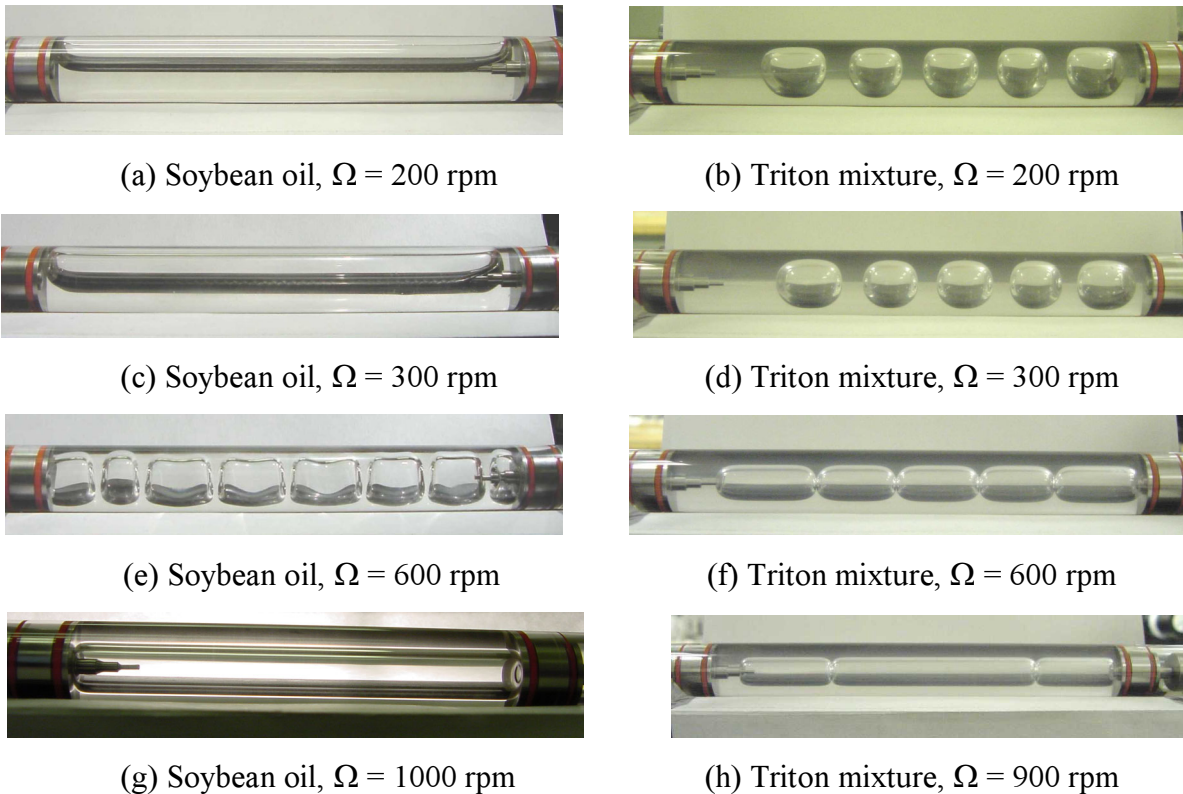 (a) Soybean oil, Ω = 200 rpm
(b) Triton mixture, Ω = 200 rpm
(c) Soybean oil, Ω = 300 rpm
(d) Triton mixture, Ω = 300 rpm
(e) Soybean oil, Ω = 600 rpm
(f) Triton mixture, Ω = 600 rpm
(g) Soybean oil, Ω = 1000 rpm
(h) Triton mixture, Ω = 900 rpm